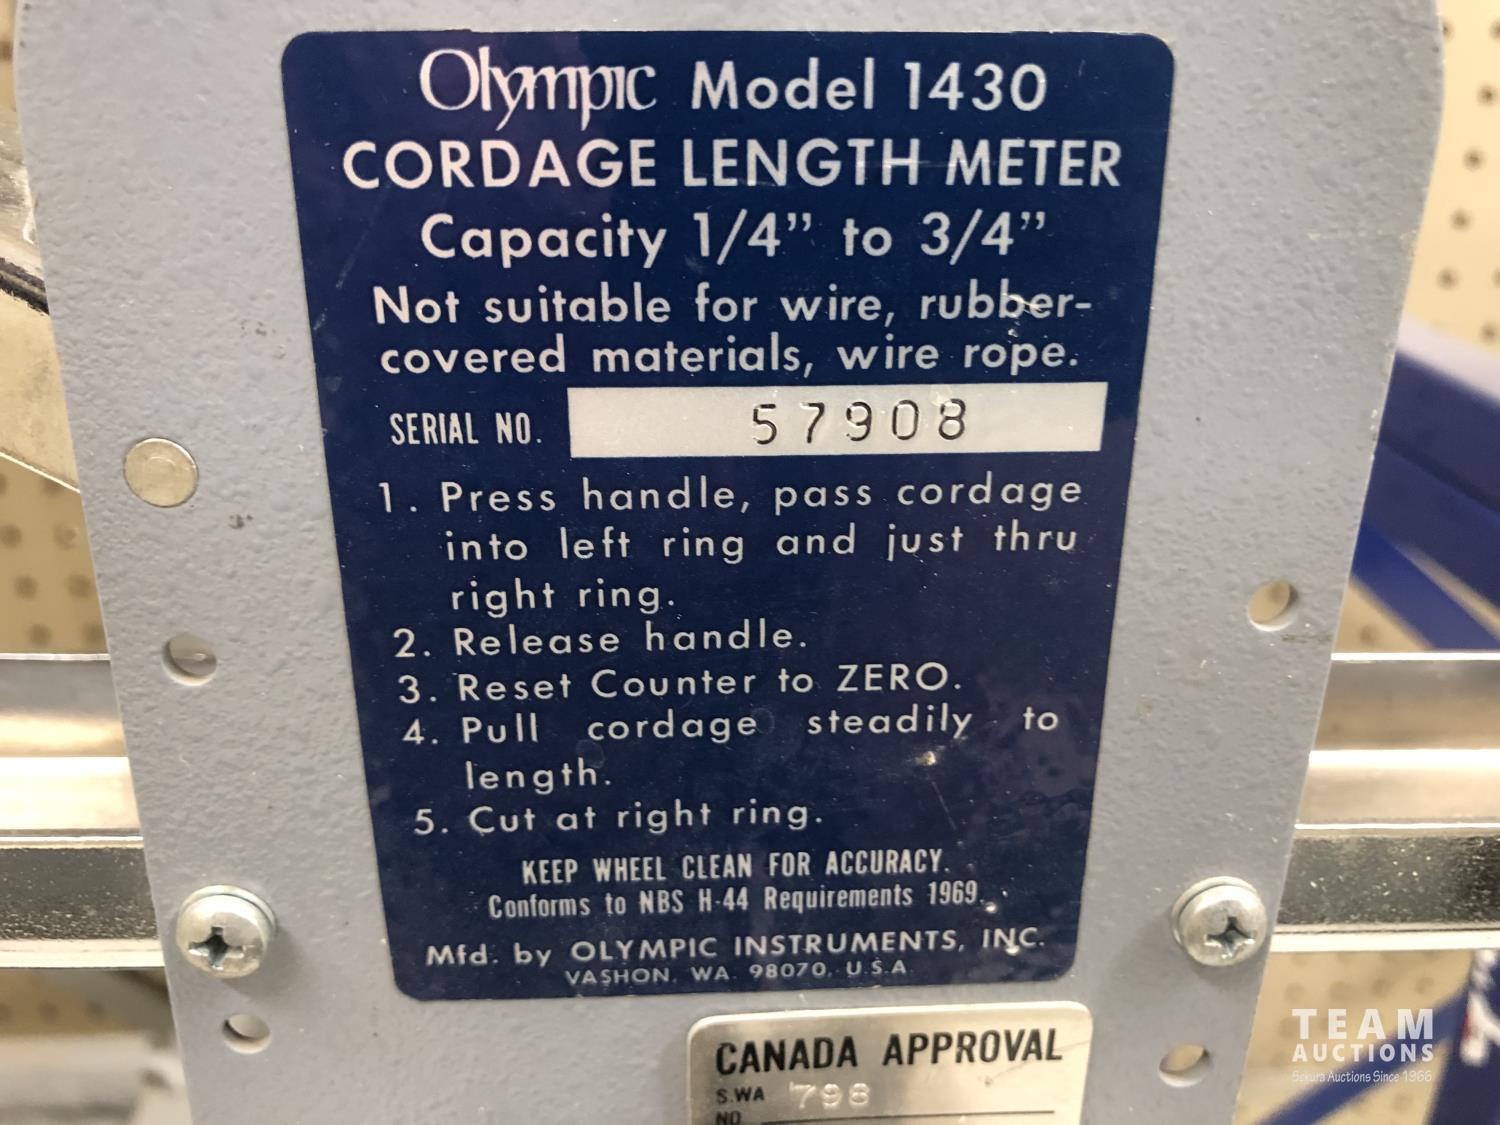 Olympic Model 1430
CORDAGE LENGTH METER
Capacity 1/4” to 3/4”
Not suitable for wire, rubber-
covered materials, wire rope.
SERIAL NO. 57908
1. Press handle, pass cordage
into left ring and just thru
right ring.
2. Release handle.
3. Reset Counter to ZERO.
4. Pull cordage steadily to
length.
5. Cut at right ring.
KEEP WHEEL CLEAN FOR ACCURACY.
Conforms to NBS H-44 Requirements 1969.
Mfd. by OLYMPIC INSTRUMENTS, INC.
VASHON, WA. 98070, U.S.A.
CANADA APPROVAL
S.WA 798
NO
TEAM
AUCTIONS
Sekura Auctions Since 1966